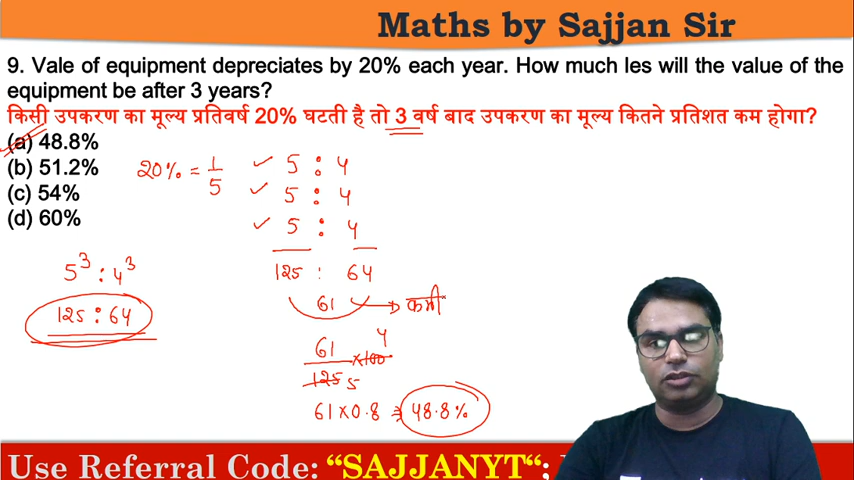 Maths by Sajjan Sir
9. Vale of equipment depreciates by 20% each year. How much les will the value of the
equipment be after 3 years?
किसी उपकरण का मूल्य प्रतिवर्ष 20% घटती है तो 3 वर्ष बाद उपकरण का मूल्य कितने प्रतिशत कम होगा?
(a) 48.8%
(b) 51.2%
(c) 54%
(d) 60%
20% = 1/5
5 : 4
5 : 4
5 : 4
125 : 64
61 → कमी
5³ : 4³
125 : 64
61/125 × 100 4
5
61 × 0.8 ⇒ 48.8%
Use Referral Code: “SAJJANYT“;